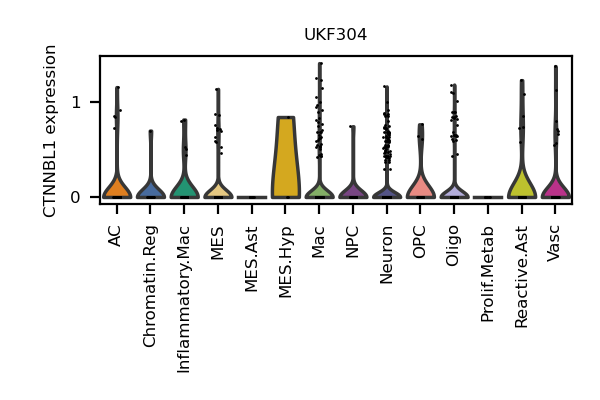 UKF304
CTNNBL1 expression
1
0
AC
Chromatin.Reg
Inflammatory.Mac
MES
MES.Ast
MES.Hyp
Mac
NPC
Neuron
OPC
Oligo
Prolif.Metab
Reactive.Ast
Vasc